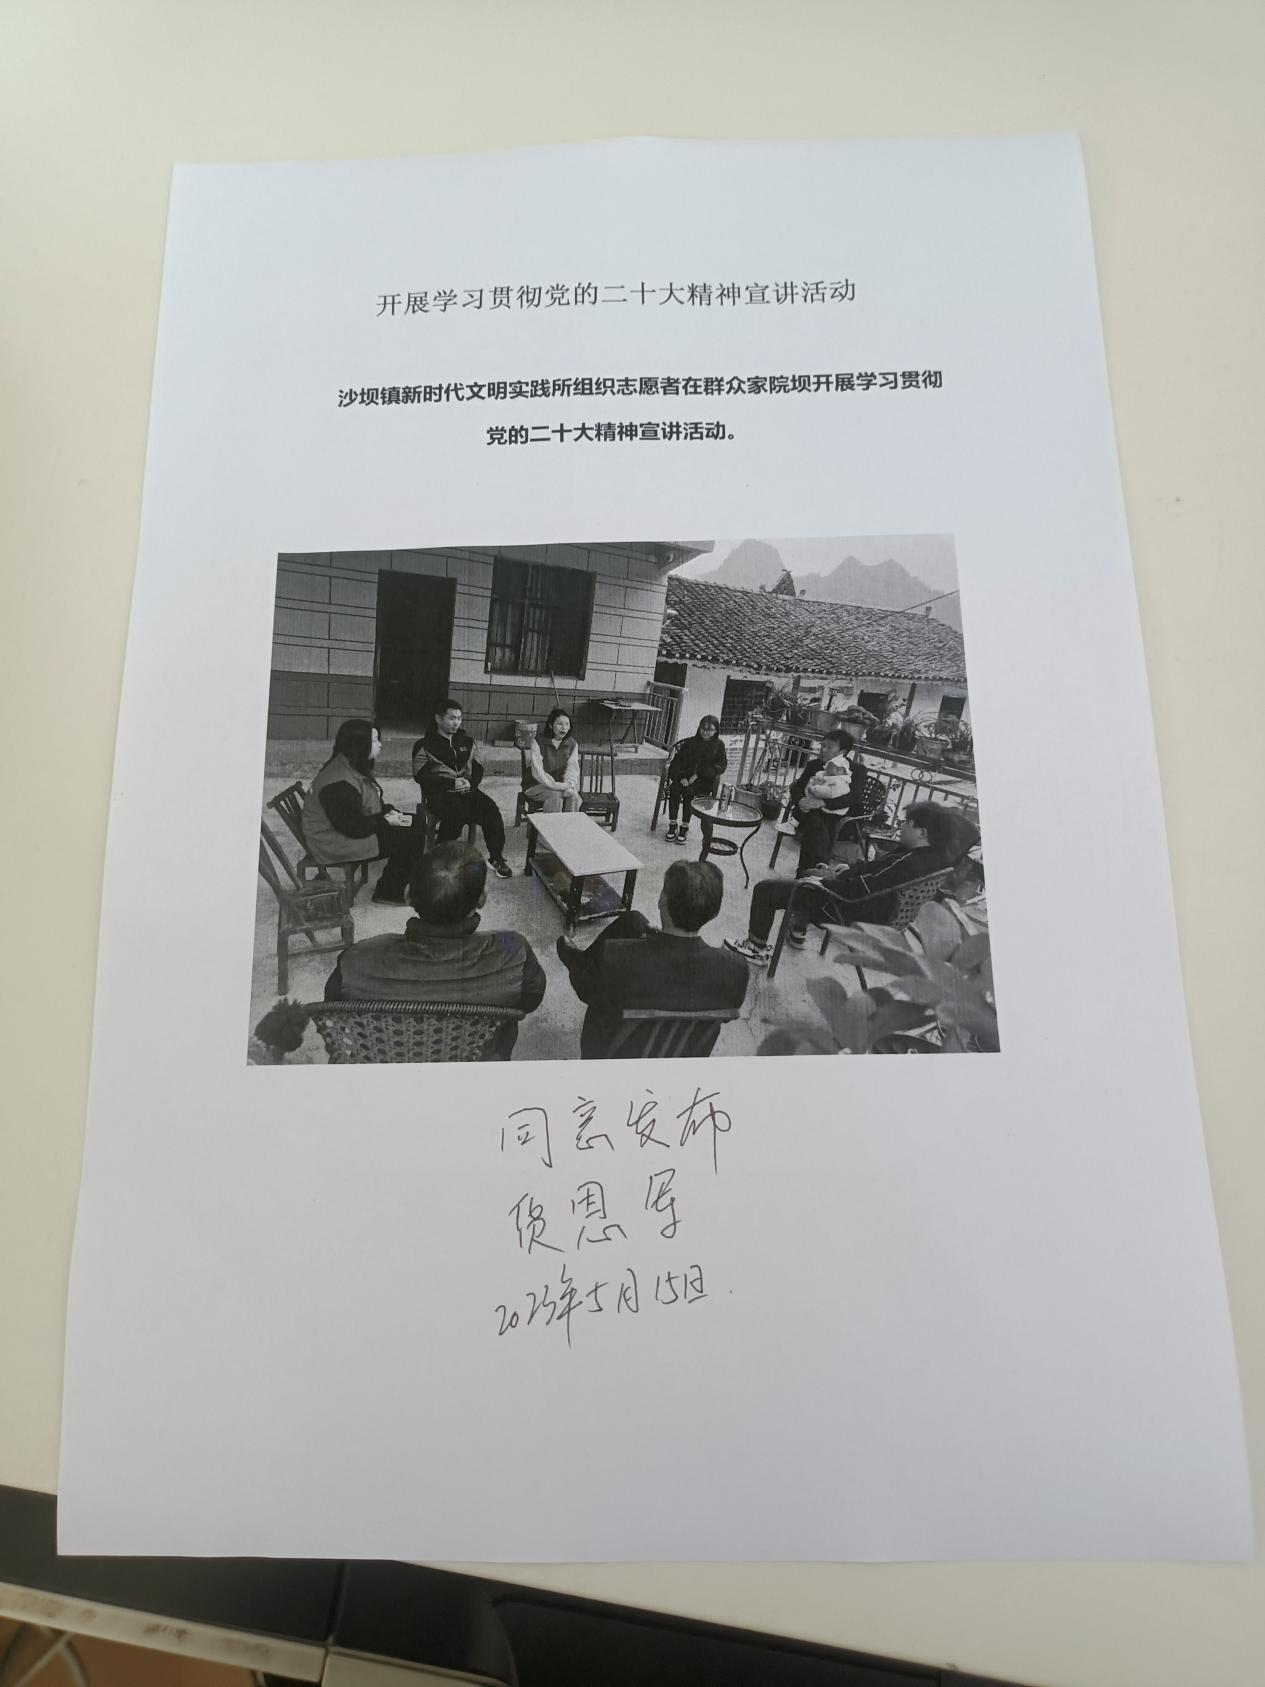 开展学习贯彻党的二十大精神宣讲活动
沙坝镇新时代文明实践所组织志愿者在群众家院坝开展学习贯彻
党的二十大精神宣讲活动。
同意发布
恩军
2023年5月15日